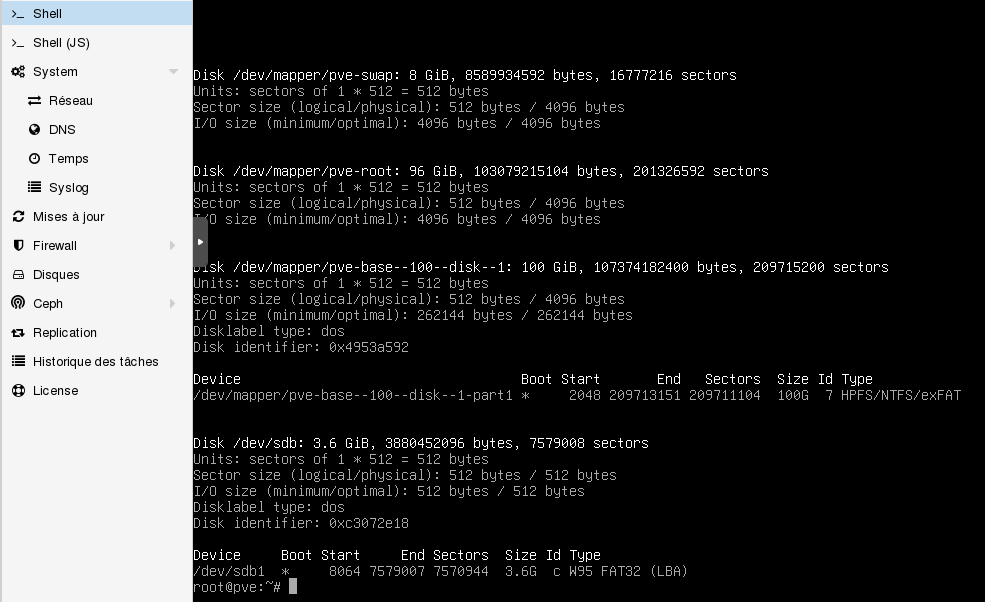 Shell
Shell (JS)
System
Réseau
DNS
Temps
Syslog
Mises à jour
Firewall
Disques
Ceph
Replication
Historique des tâches
License
Disk /dev/mapper/pve-swap: 8 GiB, 8589934592 bytes, 16777216 sectors
Units: sectors of 1 * 512 = 512 bytes
Sector size (logical/physical): 512 bytes / 4096 bytes
I/O size (minimum/optimal): 4096 bytes / 4096 bytes
Disk /dev/mapper/pve-root: 96 GiB, 103079215104 bytes, 201326592 sectors
Units: sectors of 1 * 512 = 512 bytes
Sector size (logical/physical): 512 bytes / 4096 bytes
I/O size (minimum/optimal): 4096 bytes / 4096 bytes
Disk /dev/mapper/pve-base--100--disk--1: 100 GiB, 107374182400 bytes, 209715200 sectors
Units: sectors of 1 * 512 = 512 bytes
Sector size (logical/physical): 512 bytes / 4096 bytes
I/O size (minimum/optimal): 262144 bytes / 262144 bytes
Disklabel type: dos
Disk identifier: 0x4953a592
Device Boot Start End Sectors Size Id Type
/dev/mapper/pve-base--100--disk--1-part1 * 2048 209713151 209711104 100G 7 HPFS/NTFS/exFAT
Disk /dev/sdb: 3.6 GiB, 3880452096 bytes, 7579008 sectors
Units: sectors of 1 * 512 = 512 bytes
Sector size (logical/physical): 512 bytes / 512 bytes
I/O size (minimum/optimal): 512 bytes / 512 bytes
Disklabel type: dos
Disk identifier: 0xc3072e18
Device Boot Start End Sectors Size Id Type
/dev/sdb1 * 8064 7579007 7570944 3.6G c W95 FAT32 (LBA)
root@pve:~#